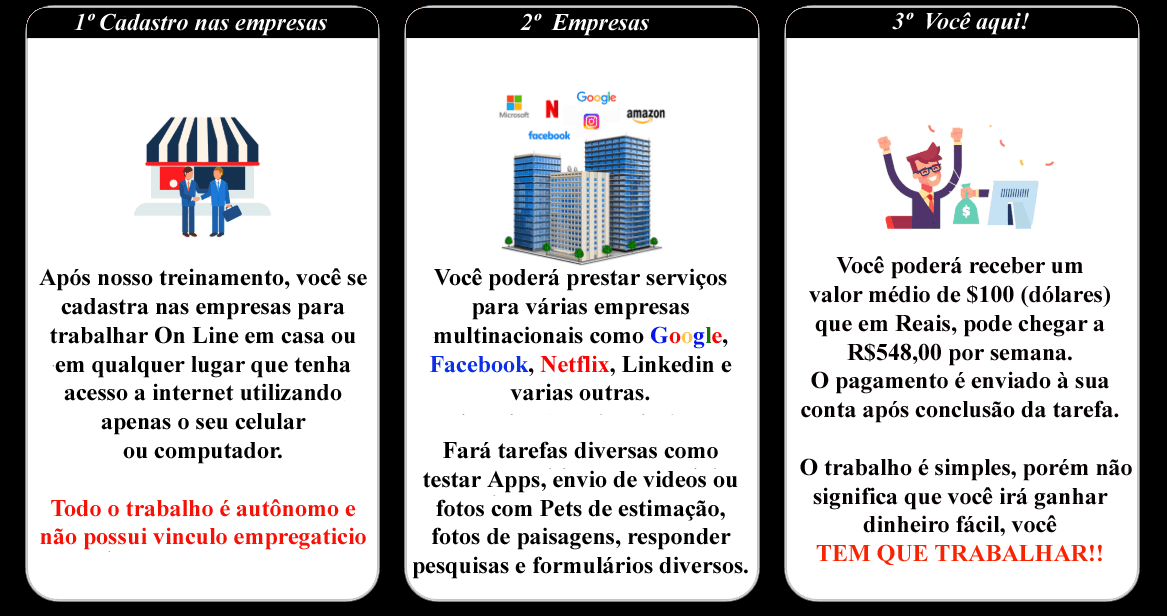 1º Cadastro nas empresas
Após nosso treinamento, você se
cadastra nas empresas para
trabalhar On Line em casa ou
em qualquer lugar que tenha
acesso a internet utilizando
apenas o seu celular
ou computador.
Todo o trabalho é autônomo e
não possui vinculo empregaticio
2º Empresas
Microsoft
N
Google
facebook
amazon
Você poderá prestar serviços
para várias empresas
multinacionais como Google,
Facebook, Netflix, Linkedin e
varias outras.
Fará tarefas diversas como
testar Apps, envio de videos ou
fotos com Pets de estimação,
fotos de paisagens, responder
pesquisas e formulários diversos.
3º Você aqui!
$
Você poderá receber um
valor médio de $100 (dólares)
que em Reais, pode chegar a
R$548,00 por semana.
O pagamento é enviado à sua
conta após conclusão da tarefa.
O trabalho é simples, porém não
significa que você irá ganhar
dinheiro fácil, você
TEM QUE TRABALHAR!!